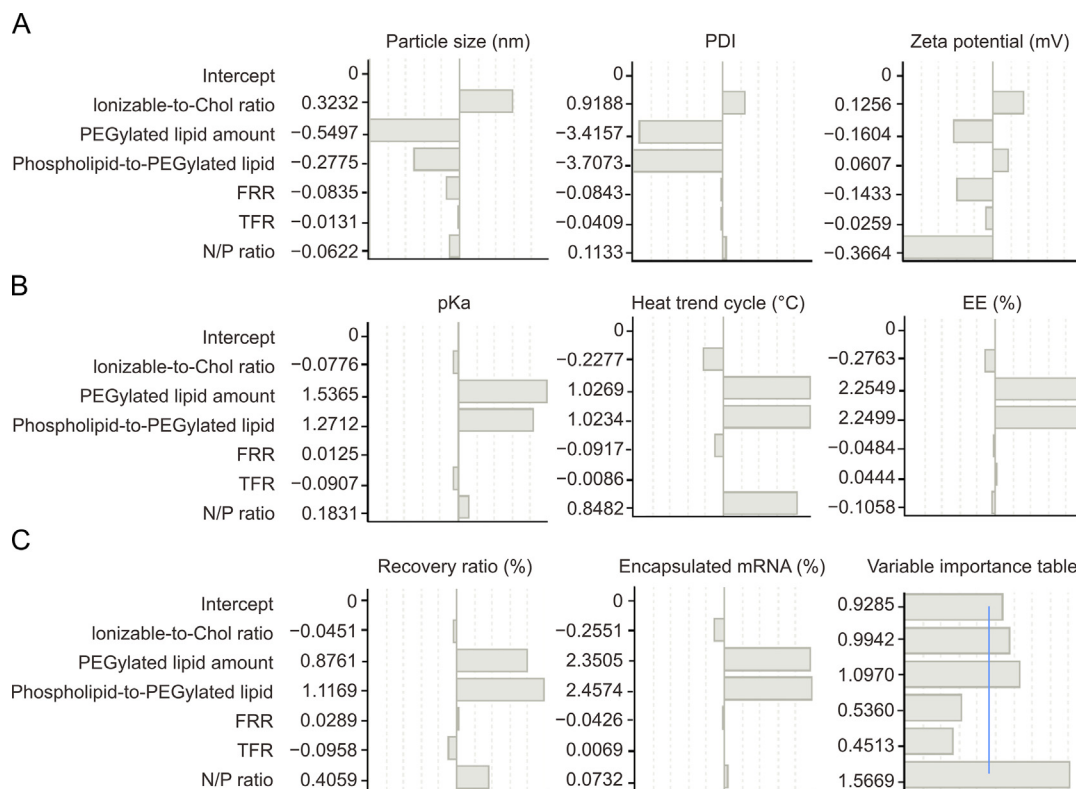 A
Particle size (nm)
PDI
Zeta potential (mV)
Intercept 0 0 0
Ionizable-to-Chol ratio 0.3232 0.9188 0.1256
PEGylated lipid amount −0.5497 −3.4157 −0.1604
Phospholipid-to-PEGylated lipid −0.2775 −3.7073 0.0607
FRR −0.0835 −0.0843 −0.1433
TFR −0.0131 −0.0409 −0.0259
N/P ratio −0.0622 0.1133 −0.3664
B
pKa
Heat trend cycle (°C)
EE (%)
Intercept 0 0 0
Ionizable-to-Chol ratio −0.0776 −0.2277 −0.2763
PEGylated lipid amount 1.5365 1.0269 2.2549
Phospholipid-to-PEGylated lipid 1.2712 1.0234 2.2499
FRR 0.0125 −0.0917 −0.0484
TFR −0.0907 −0.0086 0.0444
N/P ratio 0.1831 0.8482 −0.1058
C
Recovery ratio (%)
Encapsulated mRNA (%)
Variable importance table
Intercept 0 0 0.9285
Ionizable-to-Chol ratio −0.0451 −0.2551 0.9942
PEGylated lipid amount 0.8761 2.3505 1.0970
Phospholipid-to-PEGylated lipid 1.1169 2.4574 0.5360
FRR 0.0289 −0.0426 0.4513
TFR −0.0958 0.0069
N/P ratio 0.4059 0.0732 1.5669